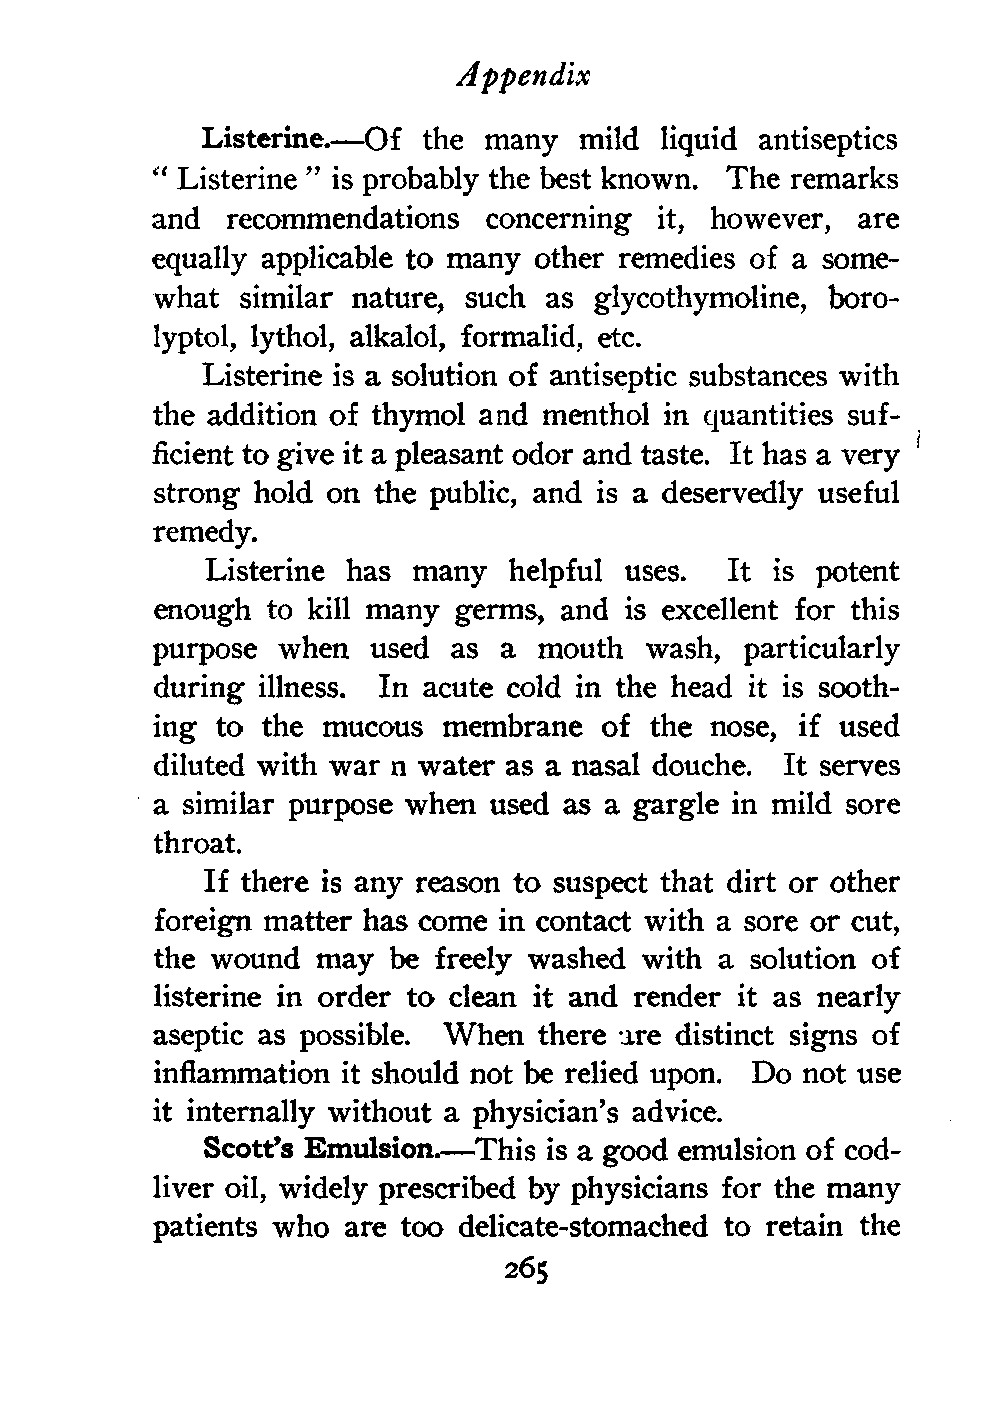 Appendix
Listerine.—Of the many mild liquid antiseptics
“ Listerine ” is probably the best known. The remarks
and recommendations concerning it, however, are
equally applicable to many other remedies of a some-
what similar nature, such as glycothymoline, boro-
lyptol, lythol, alkalol, formalid, etc.
Listerine is a solution of antiseptic substances with
the addition of thymol and menthol in quantities suf-
ficient to give it a pleasant odor and taste. It has a very
strong hold on the public, and is a deservedly useful
remedy.
Listerine has many helpful uses. It is potent
enough to kill many germs, and is excellent for this
purpose when used as a mouth wash, particularly
during illness. In acute cold in the head it is sooth-
ing to the mucous membrane of the nose, if used
diluted with war n water as a nasal douche. It serves
a similar purpose when used as a gargle in mild sore
throat.
If there is any reason to suspect that dirt or other
foreign matter has come in contact with a sore or cut,
the wound may be freely washed with a solution of
listerine in order to clean it and render it as nearly
aseptic as possible. When there are distinct signs of
inflammation it should not be relied upon. Do not use
it internally without a physician’s advice.
Scott’s Emulsion.—This is a good emulsion of cod-
liver oil, widely prescribed by physicians for the many
patients who are too delicate-stomached to retain the
265